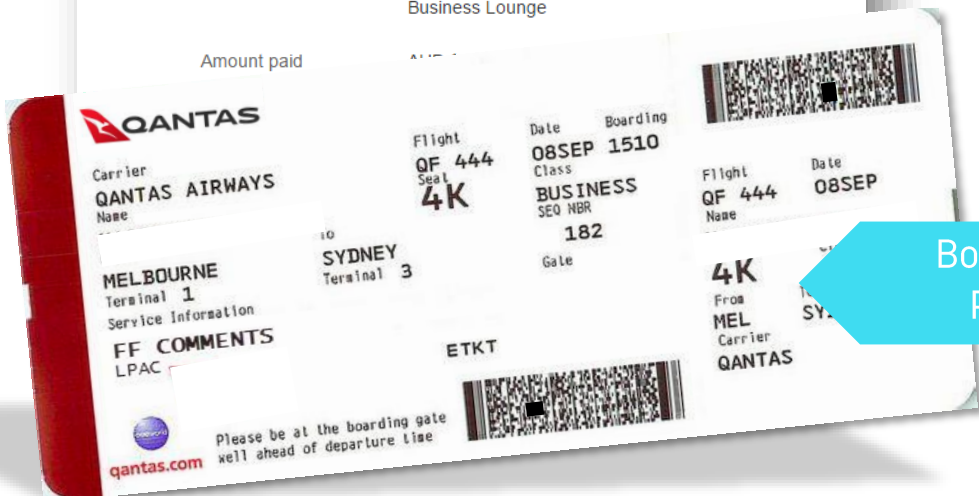 Business Lounge
Amount paid
QANTAS
Carrier
QANTAS AIRWAYS
Name
MELBOURNE
Terminal 1
Service Information
FF COMMENTS
LPAC
To
SYDNEY
Terminal 3
Flight
QF 444
Seat
4K
Date Boarding
08SEP 1510
Class
BUSINESS
SEQ NBR
182
Gate
ETKT
oneworld
qantas.com
Please be at the boarding gate
well ahead of departure time
Flight Date
QF 444 08SEP
Name
4K
From
MEL
Carrier
QANTAS